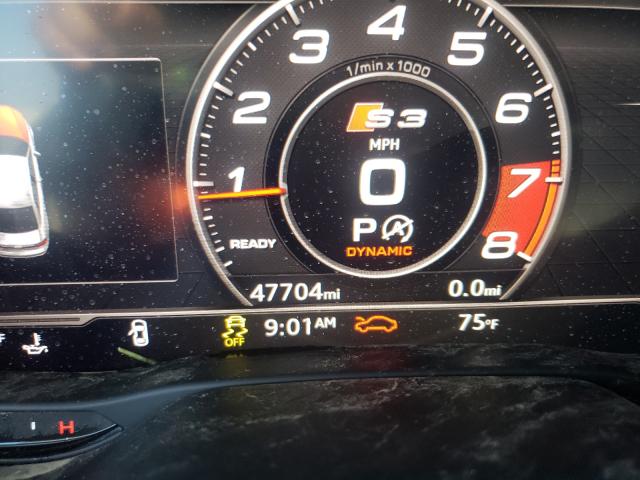 4
3 5
1/min x 1000
2 6
S3
MPH
1 0 7
P A
READY DYNAMIC 8
47704mi 0.0mi
OFF 9:01AM 75°F
H